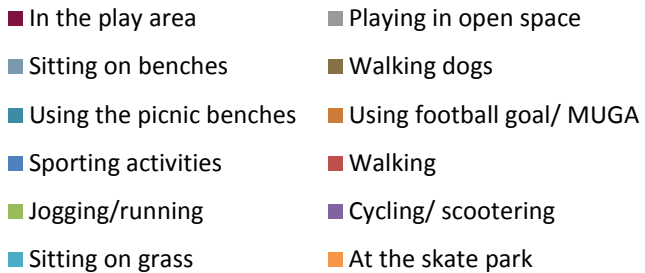 In the play area
Playing in open space
Sitting on benches
Walking dogs
Using the picnic benches
Using football goal/ MUGA
Sporting activities
Walking
Jogging/running
Cycling/ scootering
Sitting on grass
At the skate park